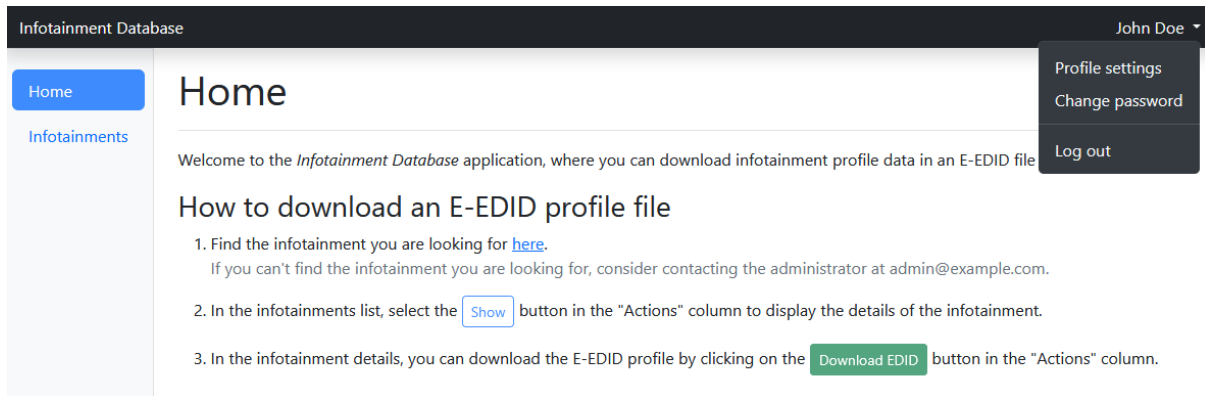 Infotainment Database
John Doe
Profile settings
Change password
Log out
Home
Infotainments
Home
Welcome to the Infotainment Database application, where you can download infotainment profile data in an E-EDID file
How to download an E-EDID profile file
1. Find the infotainment you are looking for here.
If you can't find the infotainment you are looking for, consider contacting the administrator at admin@example.com.
2. In the infotainments list, select the Show button in the "Actions" column to display the details of the infotainment.
3. In the infotainment details, you can download the E-EDID profile by clicking on the Download EDID button in the "Actions" column.